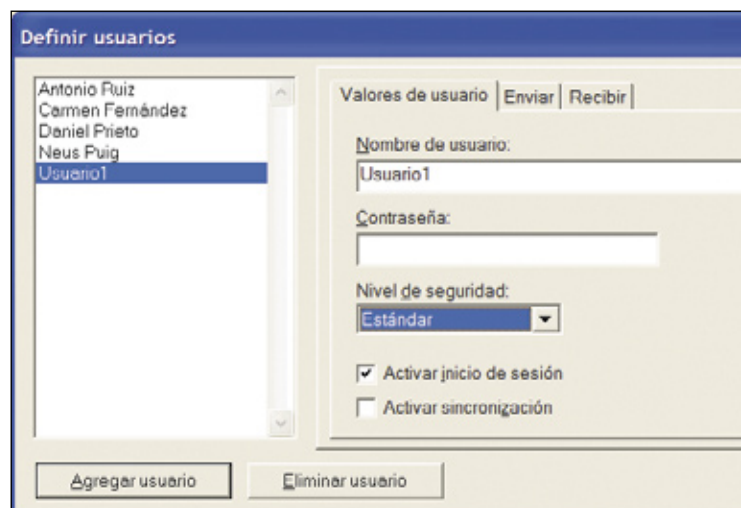 Definir usuarios
Antonio Ruiz
Carmen Fernández
Daniel Prieto
Neus Puig
Usuario1
Valores de usuario
Enviar
Recibir
Nombre de usuario:
Usuario1
Contraseña:
Nivel de seguridad:
Estándar
Activar inicio de sesión
Activar sincronización
Agregar usuario
Eliminar usuario